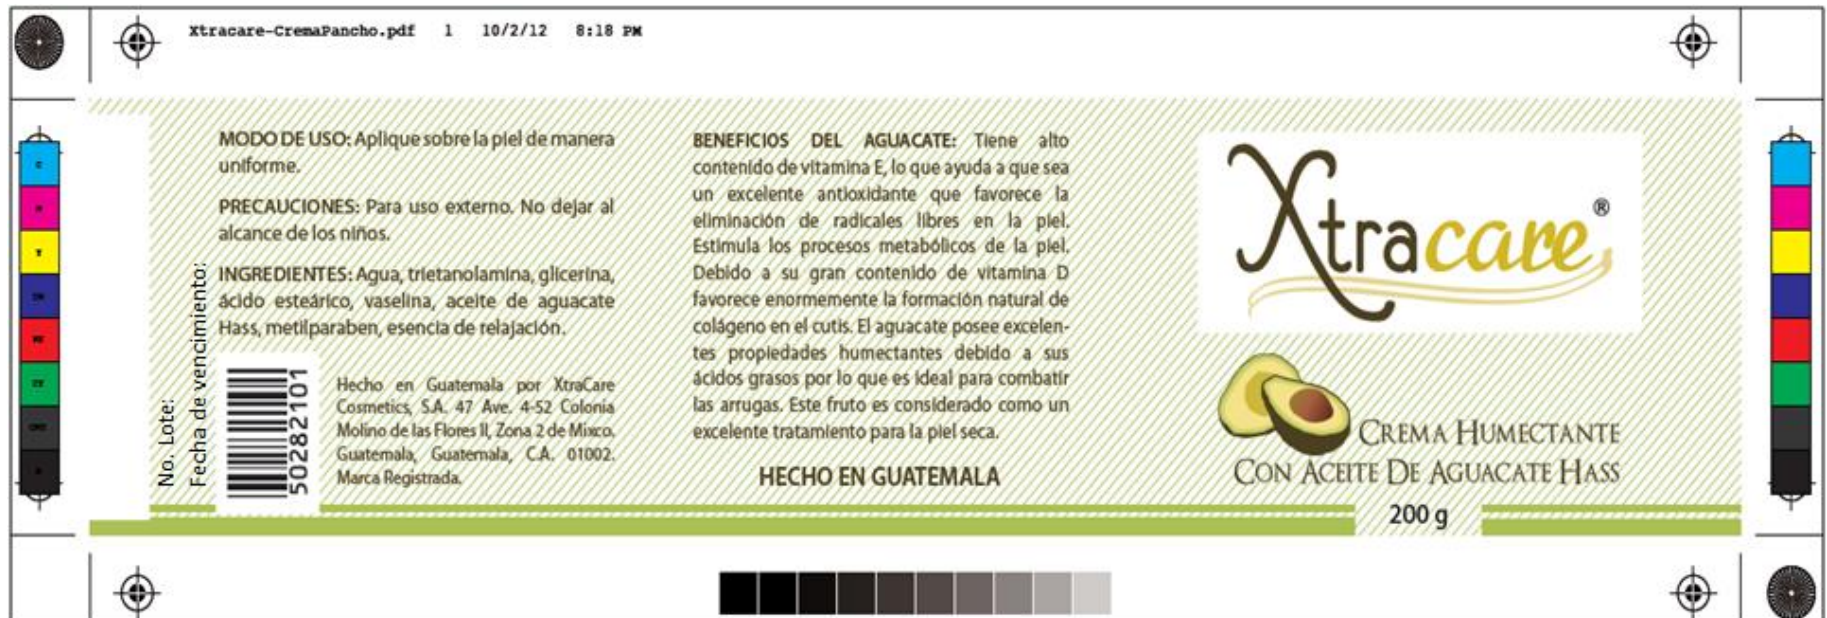 Xtracare-CremaPancho.pdf 1 10/2/12 8:18 PM
MODO DE USO: Aplique sobre la piel de manera
uniforme.
PRECAUCIONES: Para uso externo. No dejar al
alcance de los niños.
INGREDIENTES: Agua, trietanolamina, glicerina,
ácido esteárico, vaselina, aceite de aguacate
Hass, metilparaben, esencia de relajación.
No. Lote:
Fecha de vencimiento:
50282101
Hecho en Guatemala por XtraCare
Cosmetics, S.A. 47 Ave. 4-52 Colonia
Molino de las Flores II, Zona 2 de Mixco.
Guatemala, Guatemala, C.A. 01002.
Marca Registrada.
BENEFICIOS DEL AGUACATE: Tiene alto
contenido de vitamina E, lo que ayuda a que sea
un excelente antioxidante que favorece la
eliminación de radicales libres en la piel.
Estimula los procesos metabólicos de la piel.
Debido a su gran contenido de vitamina D
favorece enormemente la formación natural de
colágeno en el cutis. El aguacate posee excelen-
tes propiedades humectantes debido a sus
ácidos grasos por lo que es ideal para combatir
las arrugas. Este fruto es considerado como un
excelente tratamiento para la piel seca.
HECHO EN GUATEMALA
Xtracare®
CREMA HUMECTANTE
CON ACEITE DE AGUACATE HASS
200 g
C
M
Y
CM
MY
CY
CMY
K